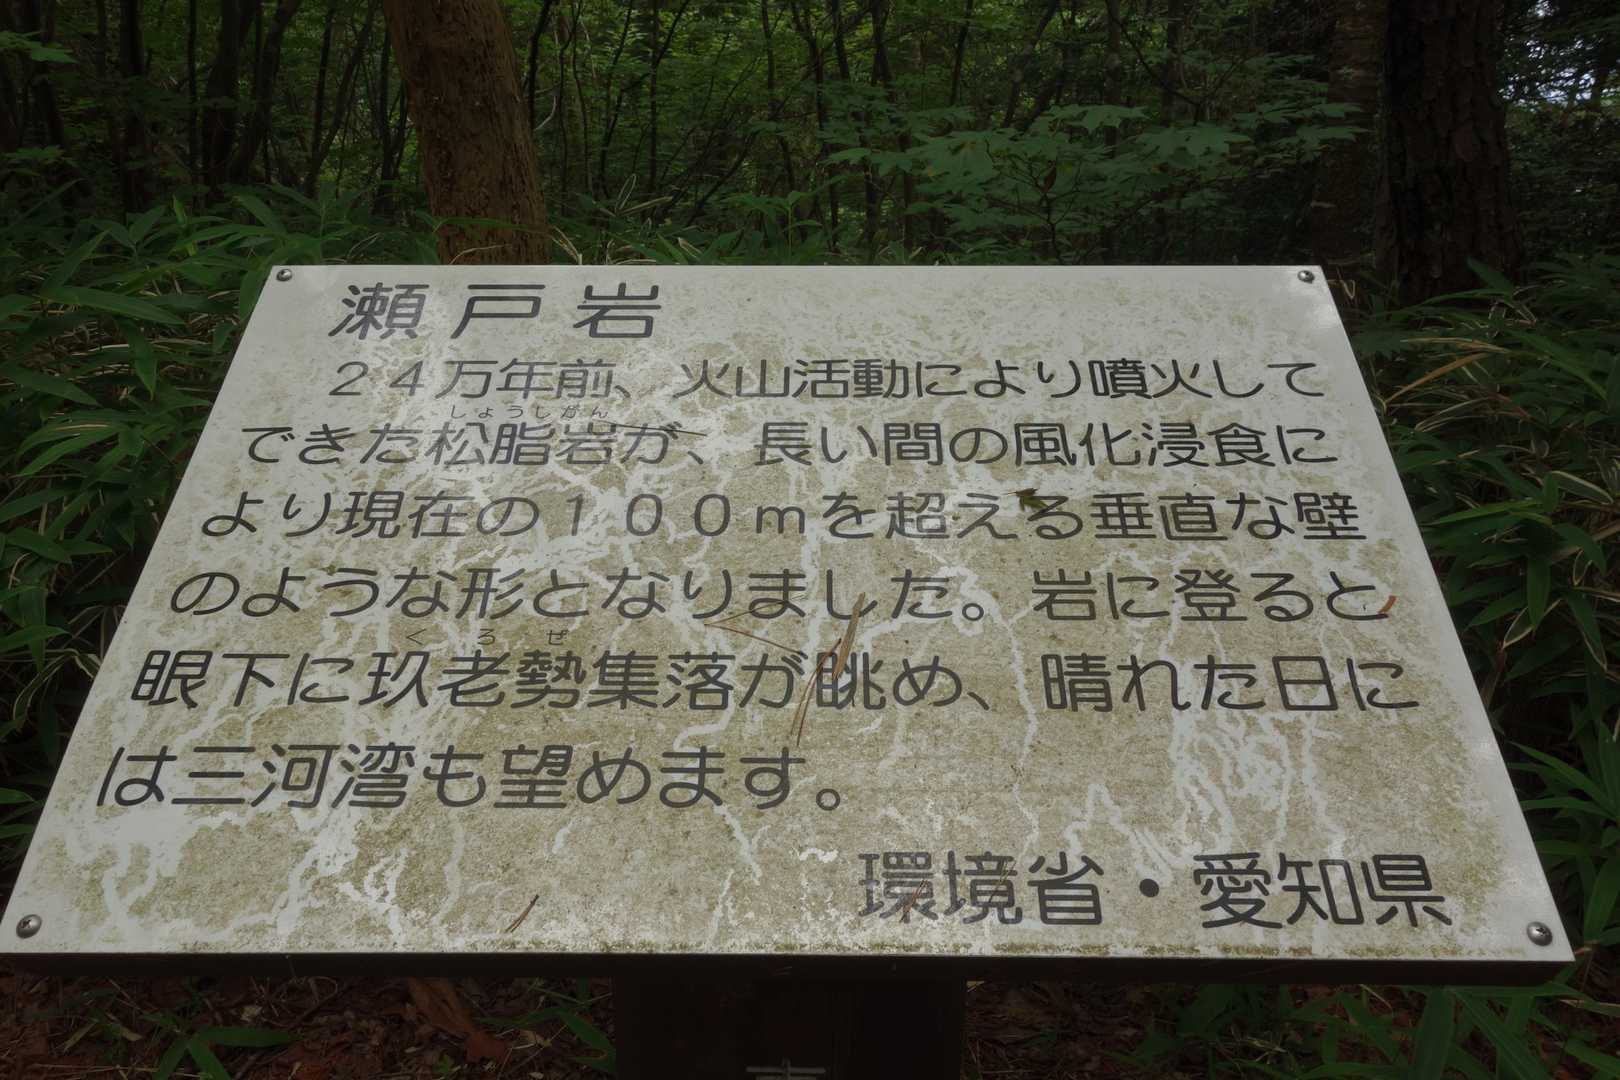 瀬戸岩
２４万年前、火山活動により噴火して
しょうしがん
できた松脂岩が、長い間の風化浸食に
より現在の１００ｍを超える垂直な壁
のような形となりました。岩に登ると
くろぜ
眼下に玖老勢集落が眺め、晴れた日に
は三河湾も望めます。
環境省・愛知県